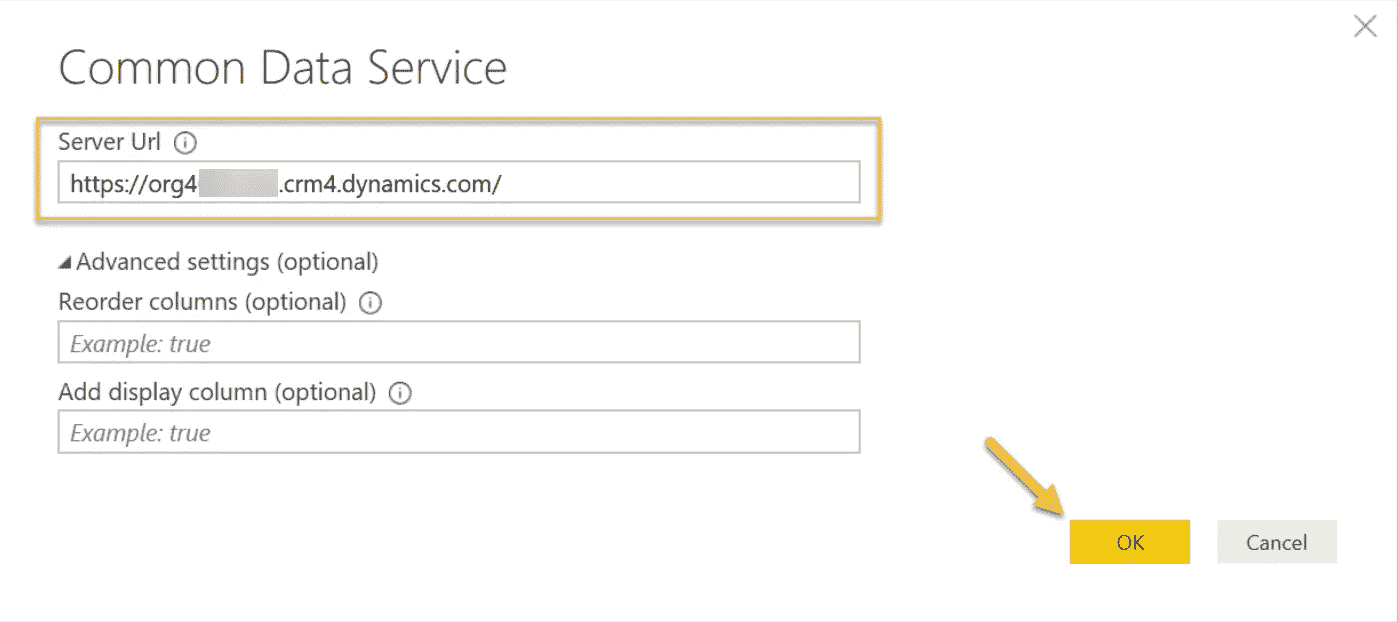 Common Data Service
Server Url
https://org4 .crm4.dynamics.com/
Advanced settings (optional)
Reorder columns (optional)
Example: true
Add display column (optional)
Example: true
OK Cancel